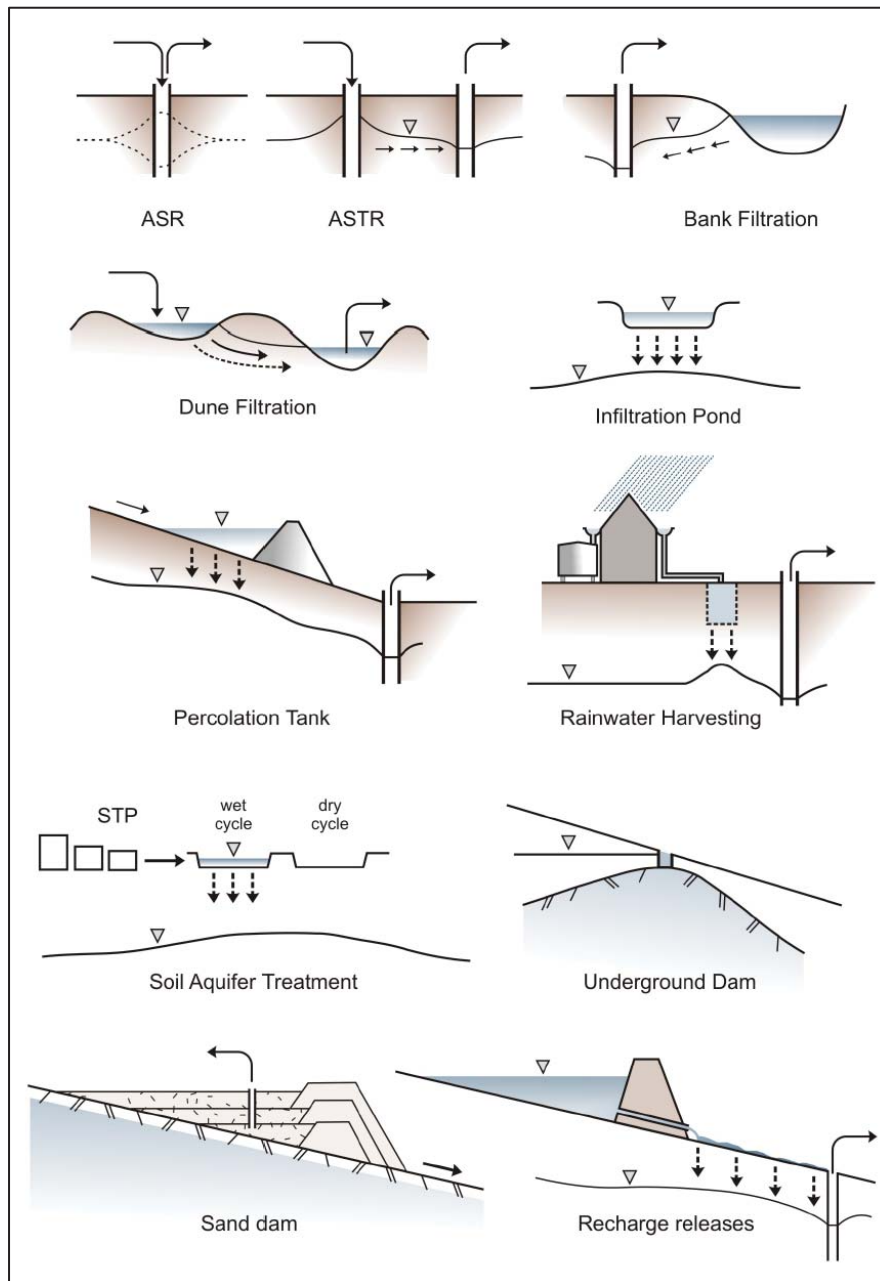 ASR
ASTR
Bank Filtration
Dune Filtration
Infiltration Pond
Percolation Tank
Rainwater Harvesting
STP
wet
cycle
dry
cycle
Soil Aquifer Treatment
Underground Dam
Sand dam
Recharge releases